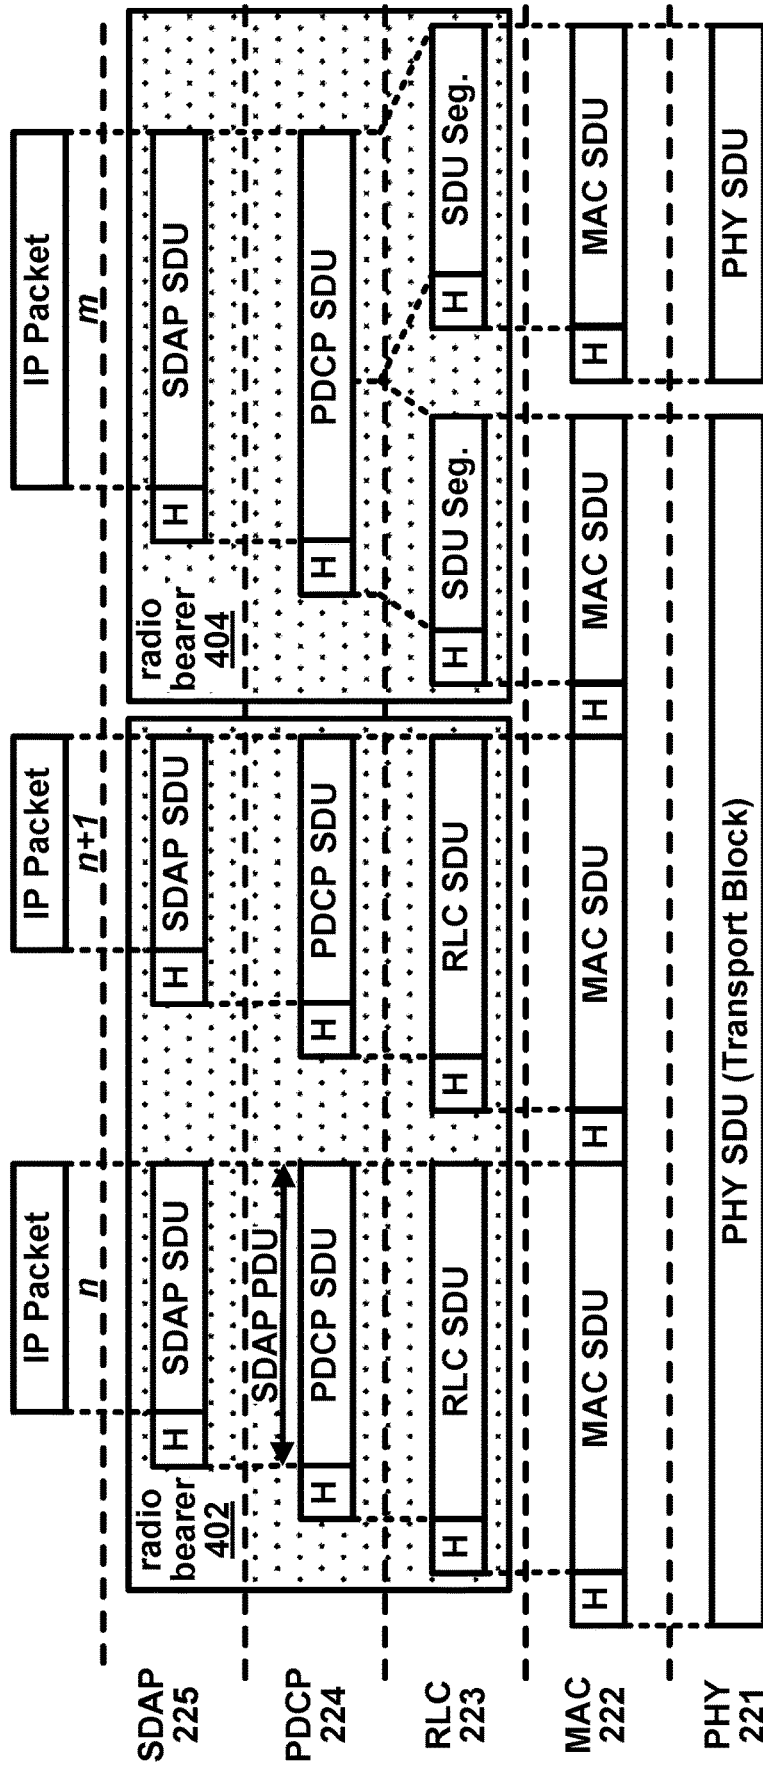 IP Packet
IP Packet
IP Packet
n
n+1
m
SDAP
225
radio
bearer
402
H
SDAP SDU
H
SDAP SDU
radio
bearer
404
H
SDAP SDU
SDAP PDU
PDCP
224
H
PDCP SDU
H
PDCP SDU
H
PDCP SDU
RLC
223
H
RLC SDU
H
RLC SDU
H
SDU Seg.
H
SDU Seg.
MAC
222
H
MAC SDU
H
MAC SDU
H
MAC SDU
H
MAC SDU
PHY
221
PHY SDU (Transport Block)
PHY SDU